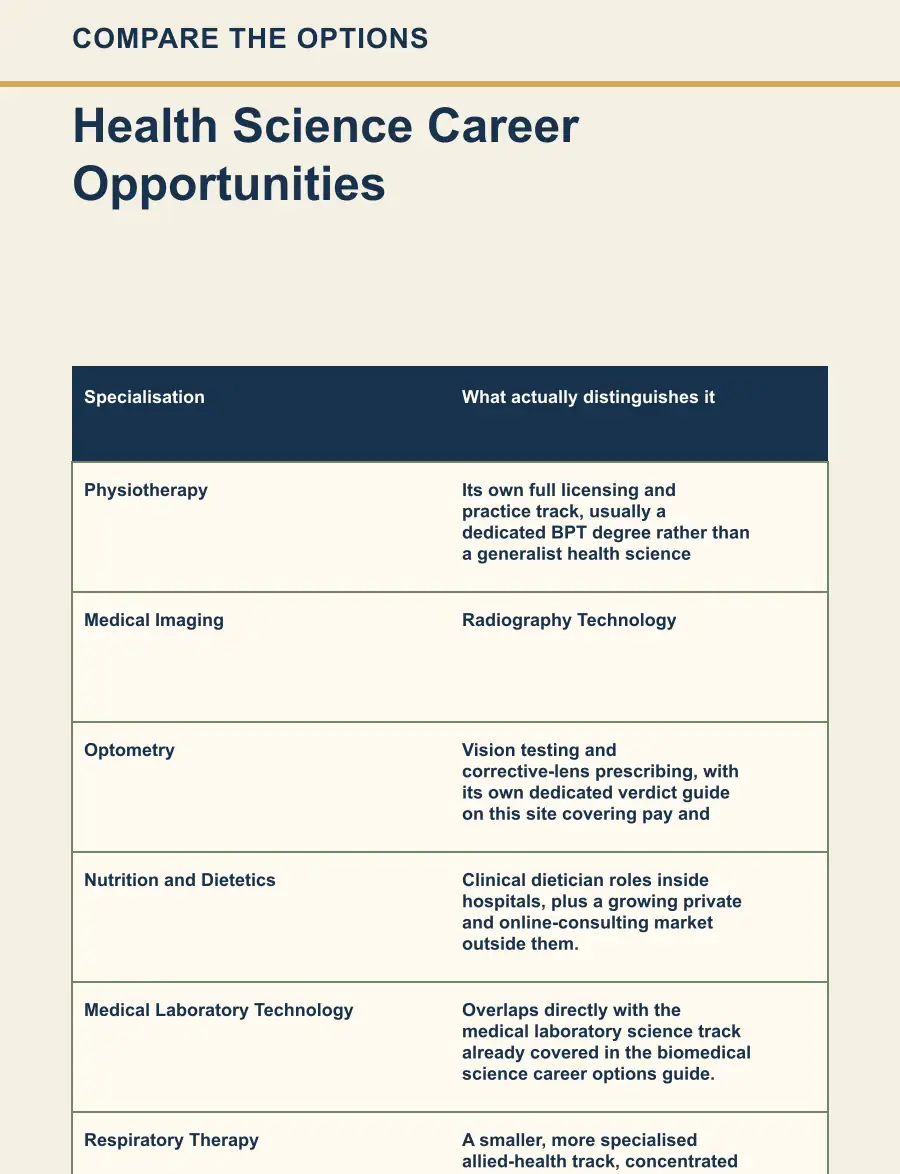 COMPARE THE OPTIONS
Health Science Career
Opportunities
Specialisation
What actually distinguishes it
Physiotherapy
Its own full licensing and
practice track, usually a
dedicated BPT degree rather than
a generalist health science
Medical Imaging
Radiography Technology
Optometry
Vision testing and
corrective-lens prescribing, with
its own dedicated verdict guide
on this site covering pay and
Nutrition and Dietetics
Clinical dietician roles inside
hospitals, plus a growing private
and online-consulting market
outside them.
Medical Laboratory Technology
Overlaps directly with the
medical laboratory science track
already covered in the biomedical
science career options guide.
Respiratory Therapy
A smaller, more specialised
allied-health track, concentrated